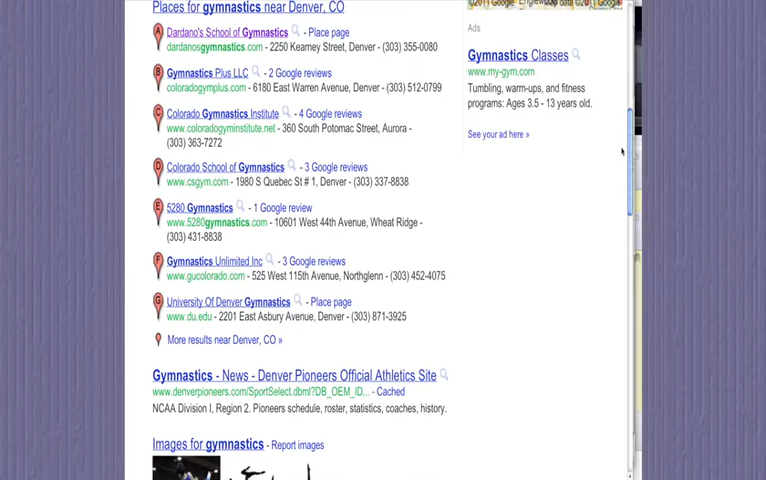 Places for gymnastics near Denver, CO
A Dardano's School of Gymnastics - Place page
dardanosgymnastics.com - 2250 Kearney Street, Denver - (303) 355-0080
B Gymnastics Plus LLC - 2 Google reviews
coloradogymplus.com - 6180 East Warren Avenue, Denver - (303) 512-0799
C Colorado Gymnastics Institute - 4 Google reviews
www.coloradogyminstitute.net - 360 South Potomac Street, Aurora -
(303) 363-7272
D Colorado School of Gymnastics - 3 Google reviews
www.csgym.com - 1980 S Quebec St # 1, Denver - (303) 337-8838
E 5280 Gymnastics - 1 Google review
www.5280gymnastics.com - 10601 West 44th Avenue, Wheat Ridge -
(303) 431-8838
F Gymnastics Unlimited Inc - 3 Google reviews
www.gucolorado.com - 525 West 115th Avenue, Northglenn - (303) 452-4075
G University Of Denver Gymnastics - Place page
www.du.edu - 2201 East Asbury Avenue, Denver - (303) 871-3925
More results near Denver, CO »
Gymnastics - News - Denver Pioneers Official Athletics Site
www.denverpioneers.com/SportSelect.dbml?DB_OEM_ID... - Cached
NCAA Division I, Region 2. Pioneers schedule, roster, statistics, coaches, history.
Images for gymnastics - Report images
©2011 Google Englewood Map data ©2011 Google
Ads
Gymnastics Classes
www.my-gym.com
Tumbling, warm-ups, and fitness
programs: Ages 3.5 - 13 years old.
See your ad here »